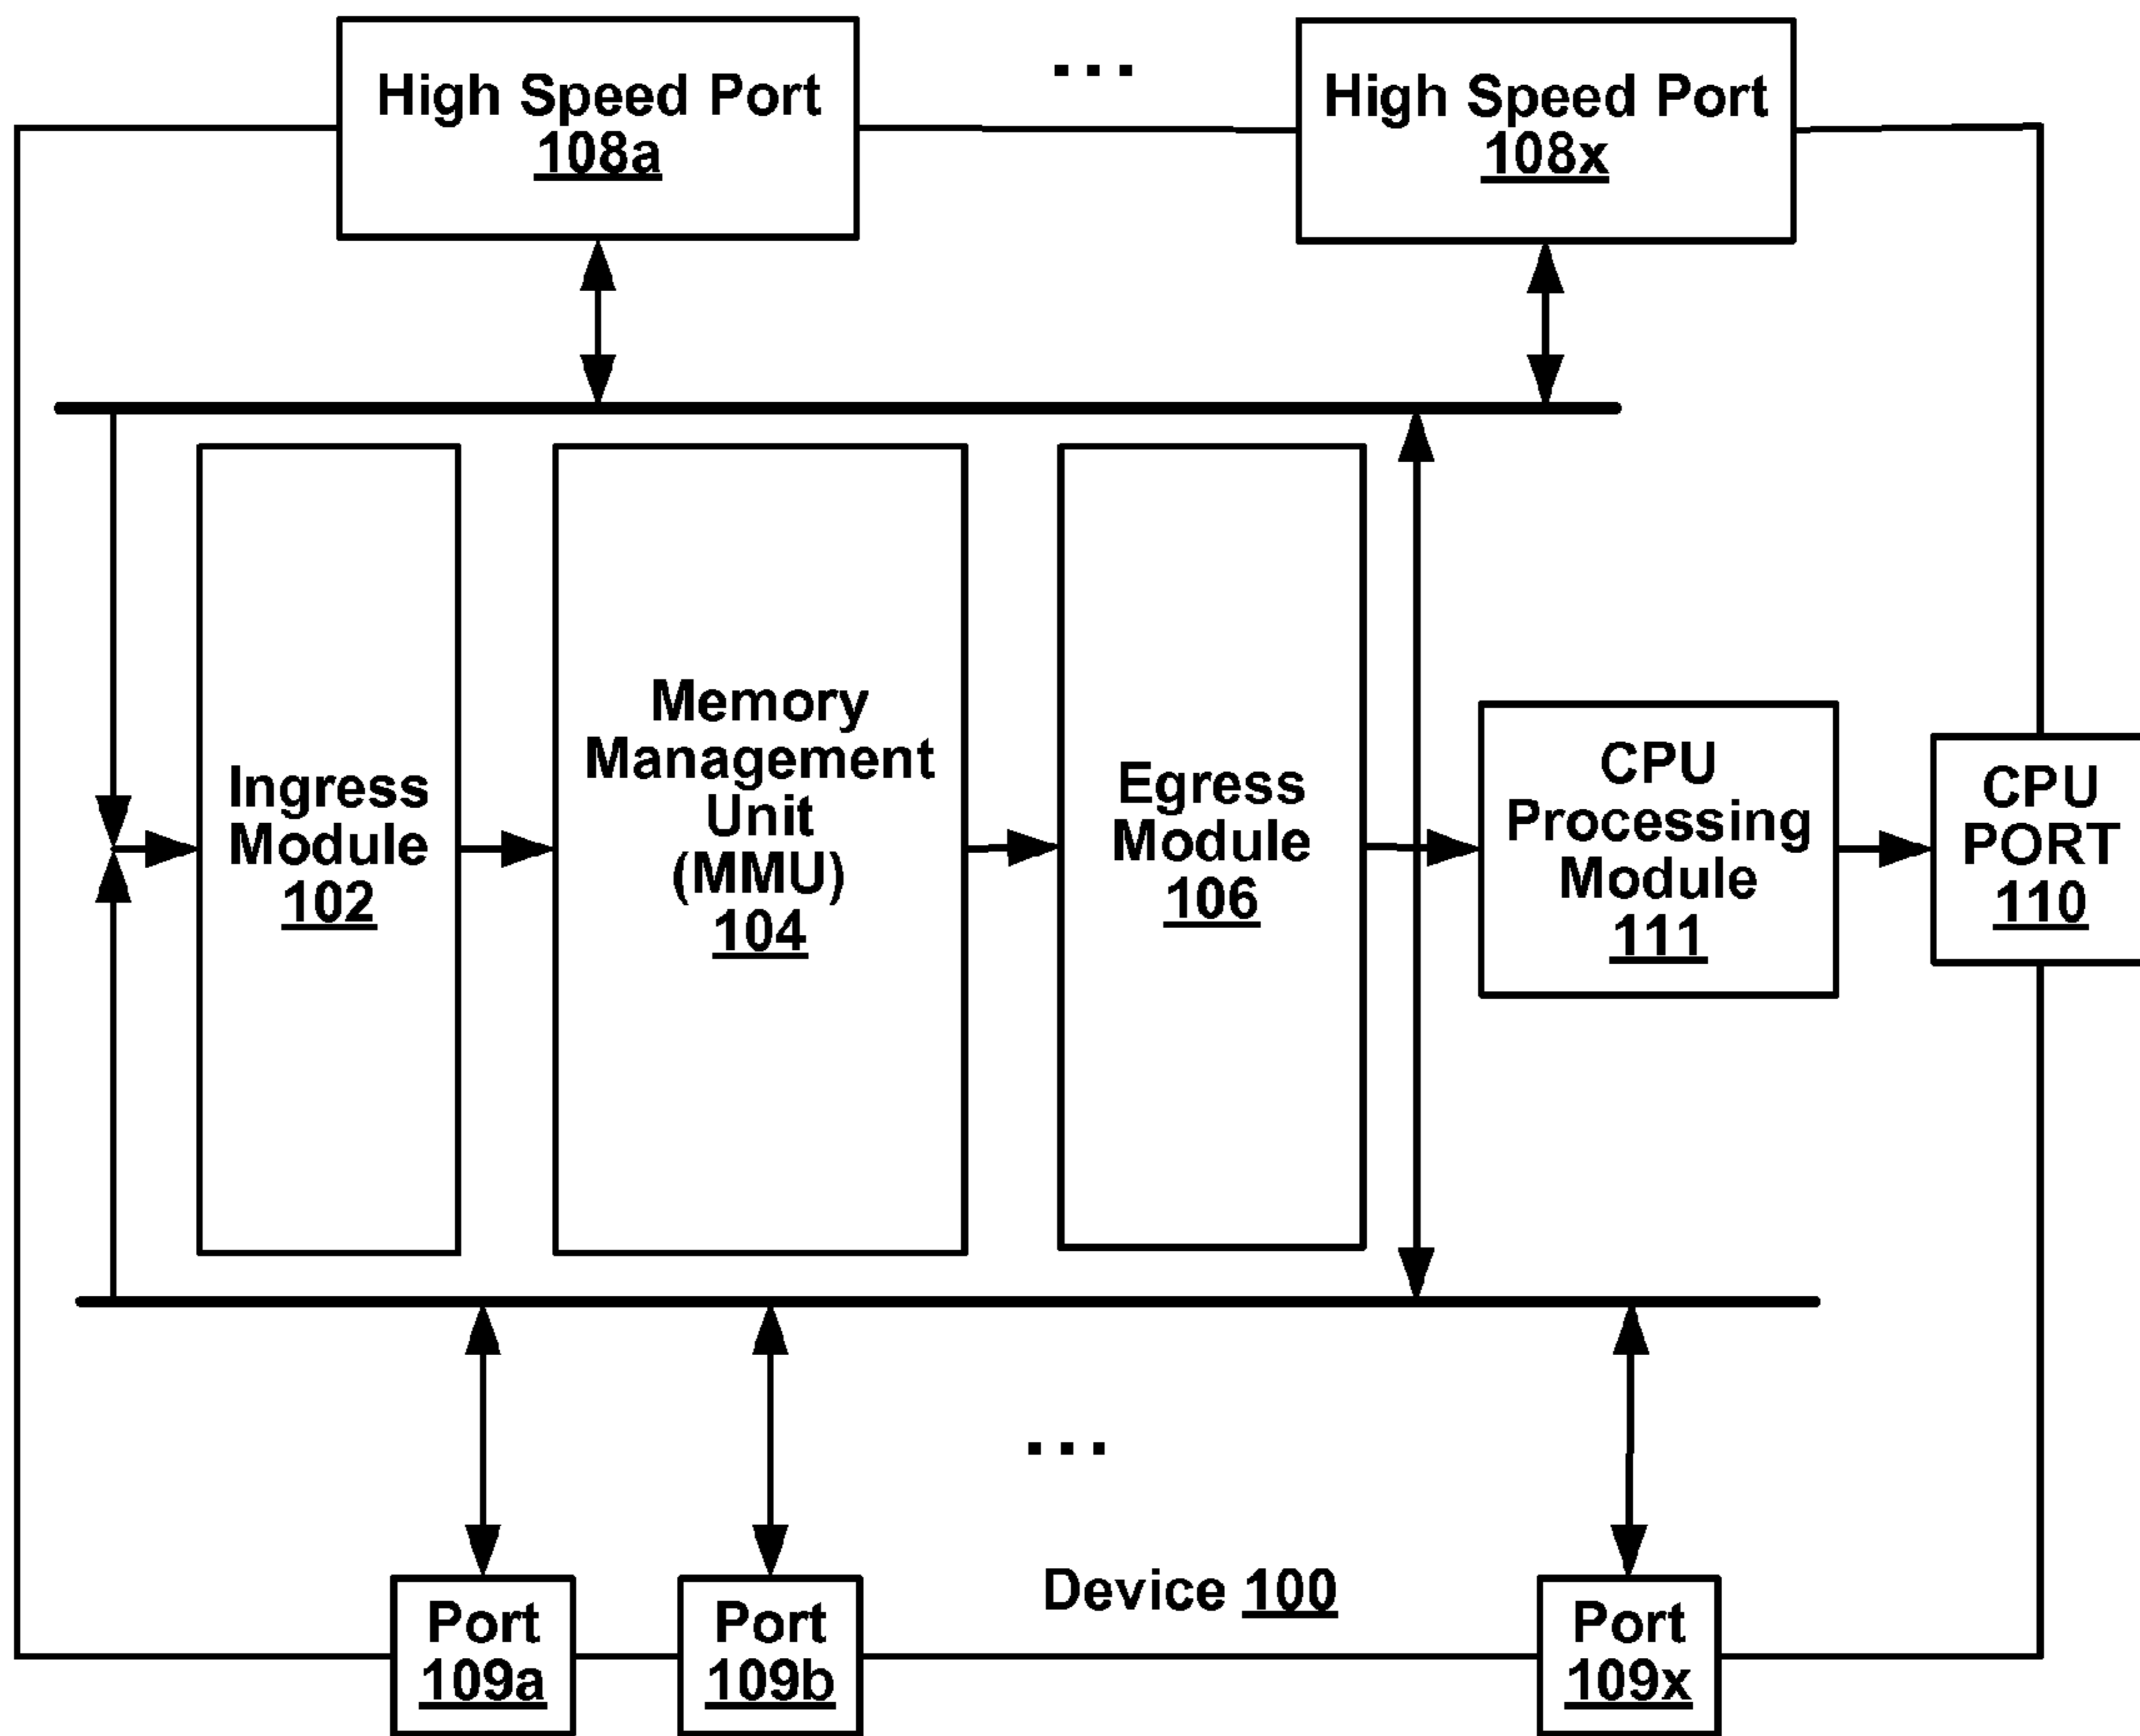 High Speed Port
108a
...
High Speed Port
108x
Ingress
Module
102
Memory
Management
Unit
(MMU)
104
Egress
Module
106
CPU
Processing
Module
111
CPU
PORT
110
...
Device 100
Port
109a
Port
109b
Port
109x